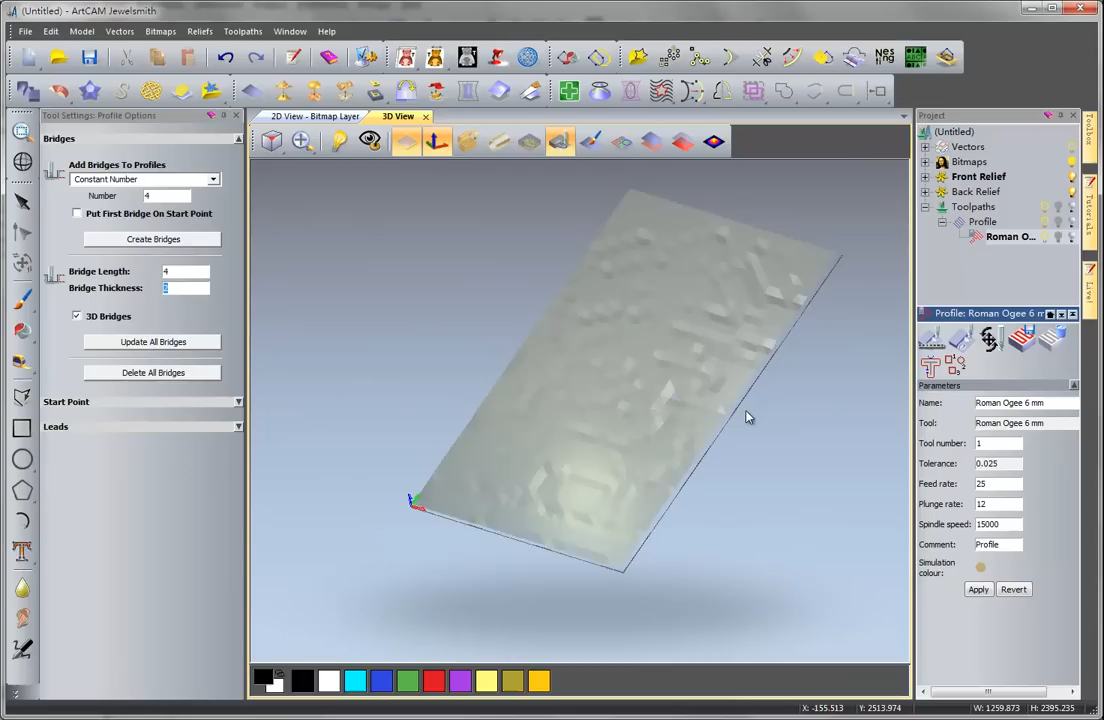 (Untitled) - ArtCAM Jewelsmith
File Edit Model Vectors Bitmaps Reliefs Toolpaths Window Help
Tool Settings: Profile Options
Bridges
Add Bridges To Profiles
Constant Number
Number 4
Put First Bridge On Start Point
Create Bridges
Bridge Length: 4
Bridge Thickness: 2
3D Bridges
Update All Bridges
Delete All Bridges
Start Point
Leads
2D View - Bitmap Layer 3D View
Project
(Untitled)
Vectors
Bitmaps
Front Relief
Back Relief
Toolpaths
Profile
Roman O...
Toolbox
Tutorials
Live!
Profile: Roman Ogee 6 m
Parameters
Name: Roman Ogee 6 mm
Tool: Roman Ogee 6 mm
Tool number: 1
Tolerance: 0.025
Feed rate: 25
Plunge rate: 12
Spindle speed: 15000
Comment: Profile
Simulation
colour:
Apply Revert
X: -155.513 Y: 2513.974 W: 1259.873 H: 2395.235